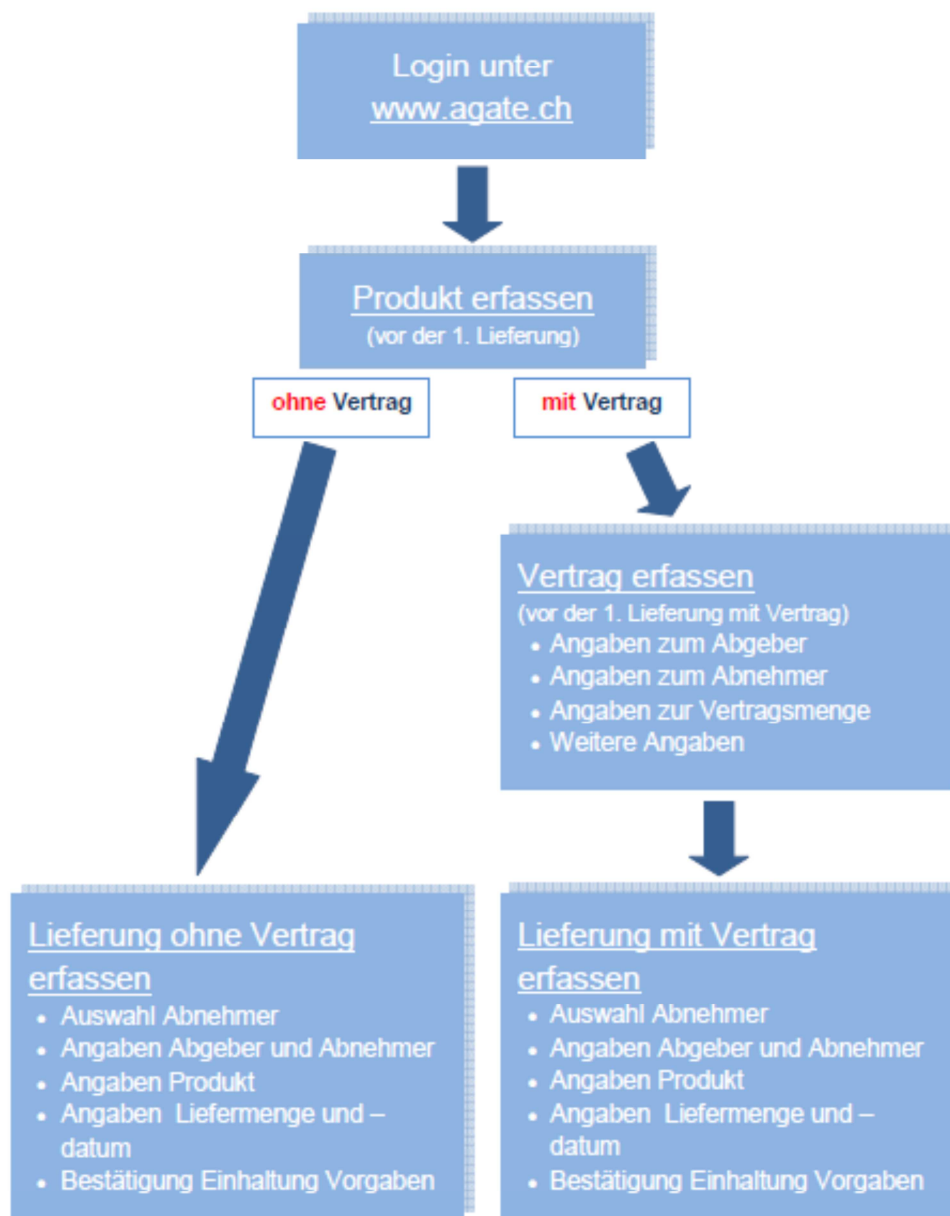 Login unter
www.agate.ch
Produkt erfassen
(vor der 1. Lieferung)
ohne Vertrag
mit Vertrag
Vertrag erfassen
(vor der 1. Lieferung mit Vertrag)
• Angaben zum Abgeber
• Angaben zum Abnehmer
• Angaben zur Vertragsmenge
• Weitere Angaben
Lieferung ohne Vertrag
erfassen
• Auswahl Abnehmer
• Angaben Abgeber und Abnehmer
• Angaben Produkt
• Angaben Liefermenge und –
datum
• Bestätigung Einhaltung Vorgaben
Lieferung mit Vertrag
erfassen
• Auswahl Abnehmer
• Angaben Abgeber und Abnehmer
• Angaben Produkt
• Angaben Liefermenge und –
datum
• Bestätigung Einhaltung Vorgaben